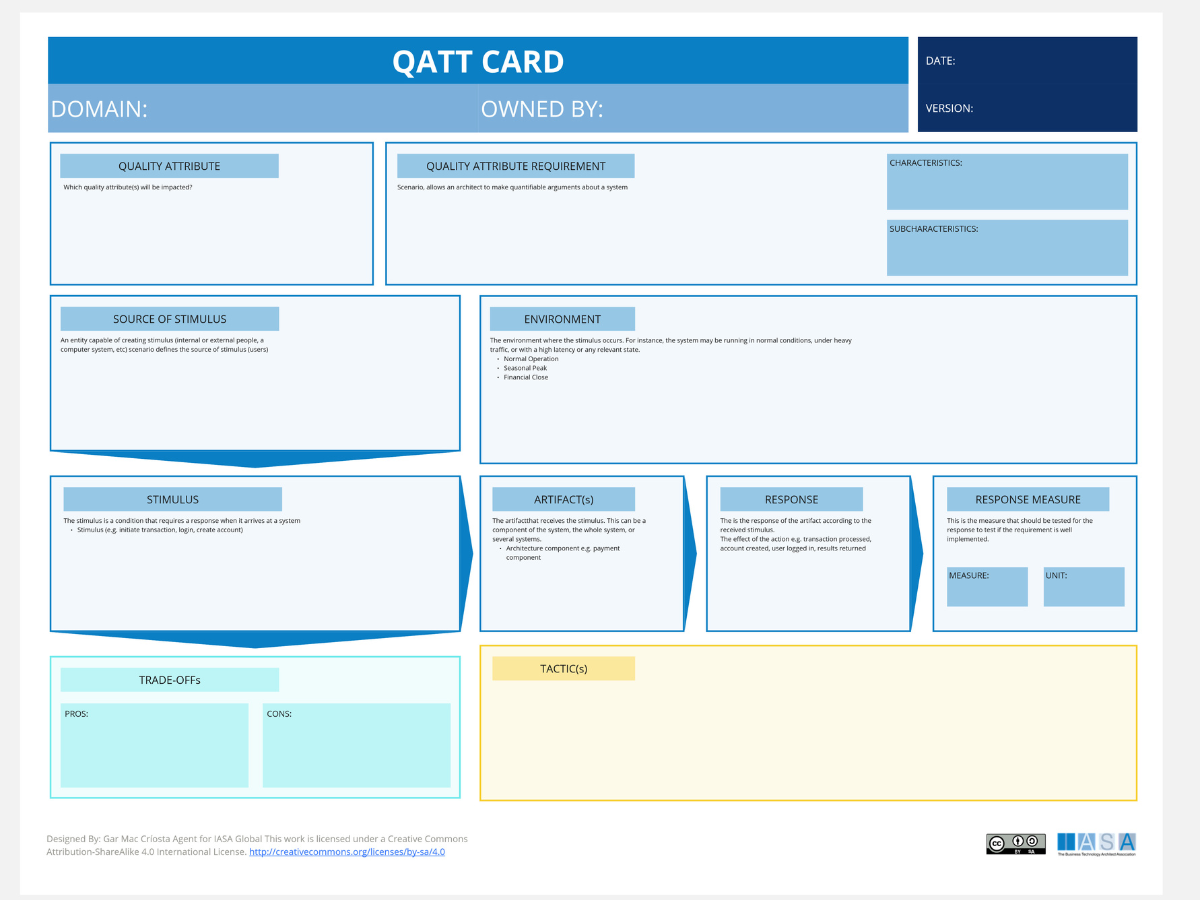 QATT CARD
DOMAIN:
OWNED BY:
DATE:
VERSION:
QUALITY ATTRIBUTE
Which quality attribute(s) will be impacted?
QUALITY ATTRIBUTE REQUIREMENT
Scenario, allows an architect to make quantifiable arguments about a system
CHARACTERISTICS:
SUBCHARACTERISTICS:
SOURCE OF STIMULUS
An entity capable of creating stimulus (internal or external people, a
computer system, etc) scenario defines the source of stimulus (users)
ENVIRONMENT
The environment where the stimulus occurs. For instance, the system may be running in normal conditions, under heavy
traffic, or with a high latency or any relevant state.
• Normal Operation
• Seasonal Peak
• Financial Close
STIMULUS
The stimulus is a condition that requires a response when it arrives at a system
• Stimulus (e.g. initiate transaction, login, create account)
ARTIFACT(s)
The artifactthat receives the stimulus. This can be a
component of the system, the whole system, or
several systems.
• Architecture component e.g. payment
component
RESPONSE
The is the response of the artifact according to the
received stimulus.
The effect of the action e.g. transaction processed,
account created, user logged in, results returned
RESPONSE MEASURE
This is the measure that should be tested for the
response to test if the requirement is well
implemented.
MEASURE:
UNIT:
TRADE-OFFs
PROS:
CONS:
TACTIC(s)
Designed By: Gar Mac Críosta Agent for IASA Global This work is licensed under a Creative Commons
Attribution-ShareAlike 4.0 International License. http://creativecommons.org/licenses/by-sa/4.0
cc BY SA
IASA
The Business Technology Architect Association